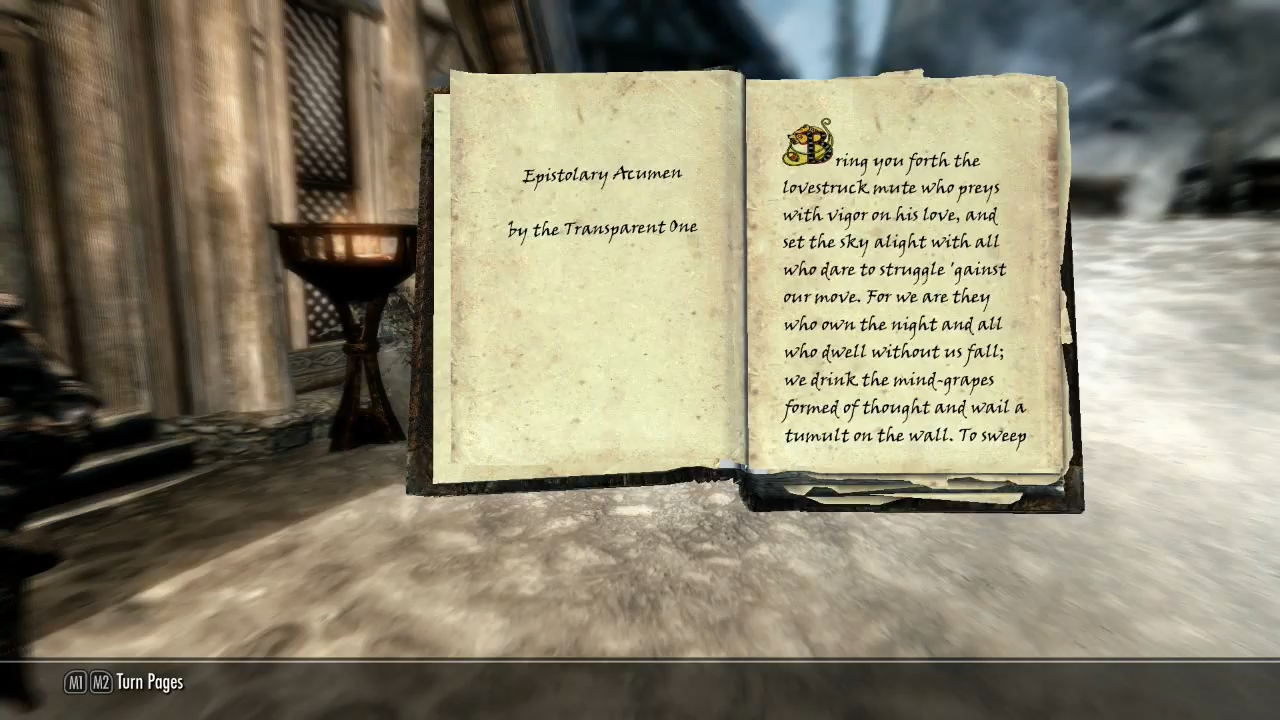 Epistolary Acumen
by the Transparent One
Bring you forth the
lovestruck mute who preys
with vigor on his love, and
set the sky alight with all
who dare to struggle 'gainst
our move. For we are they
who own the night and all
who dwell without us fall;
we drink the mind-grapes
formed of thought and wail a
tumult on the wall. To sweep
M1 M2 Turn Pages